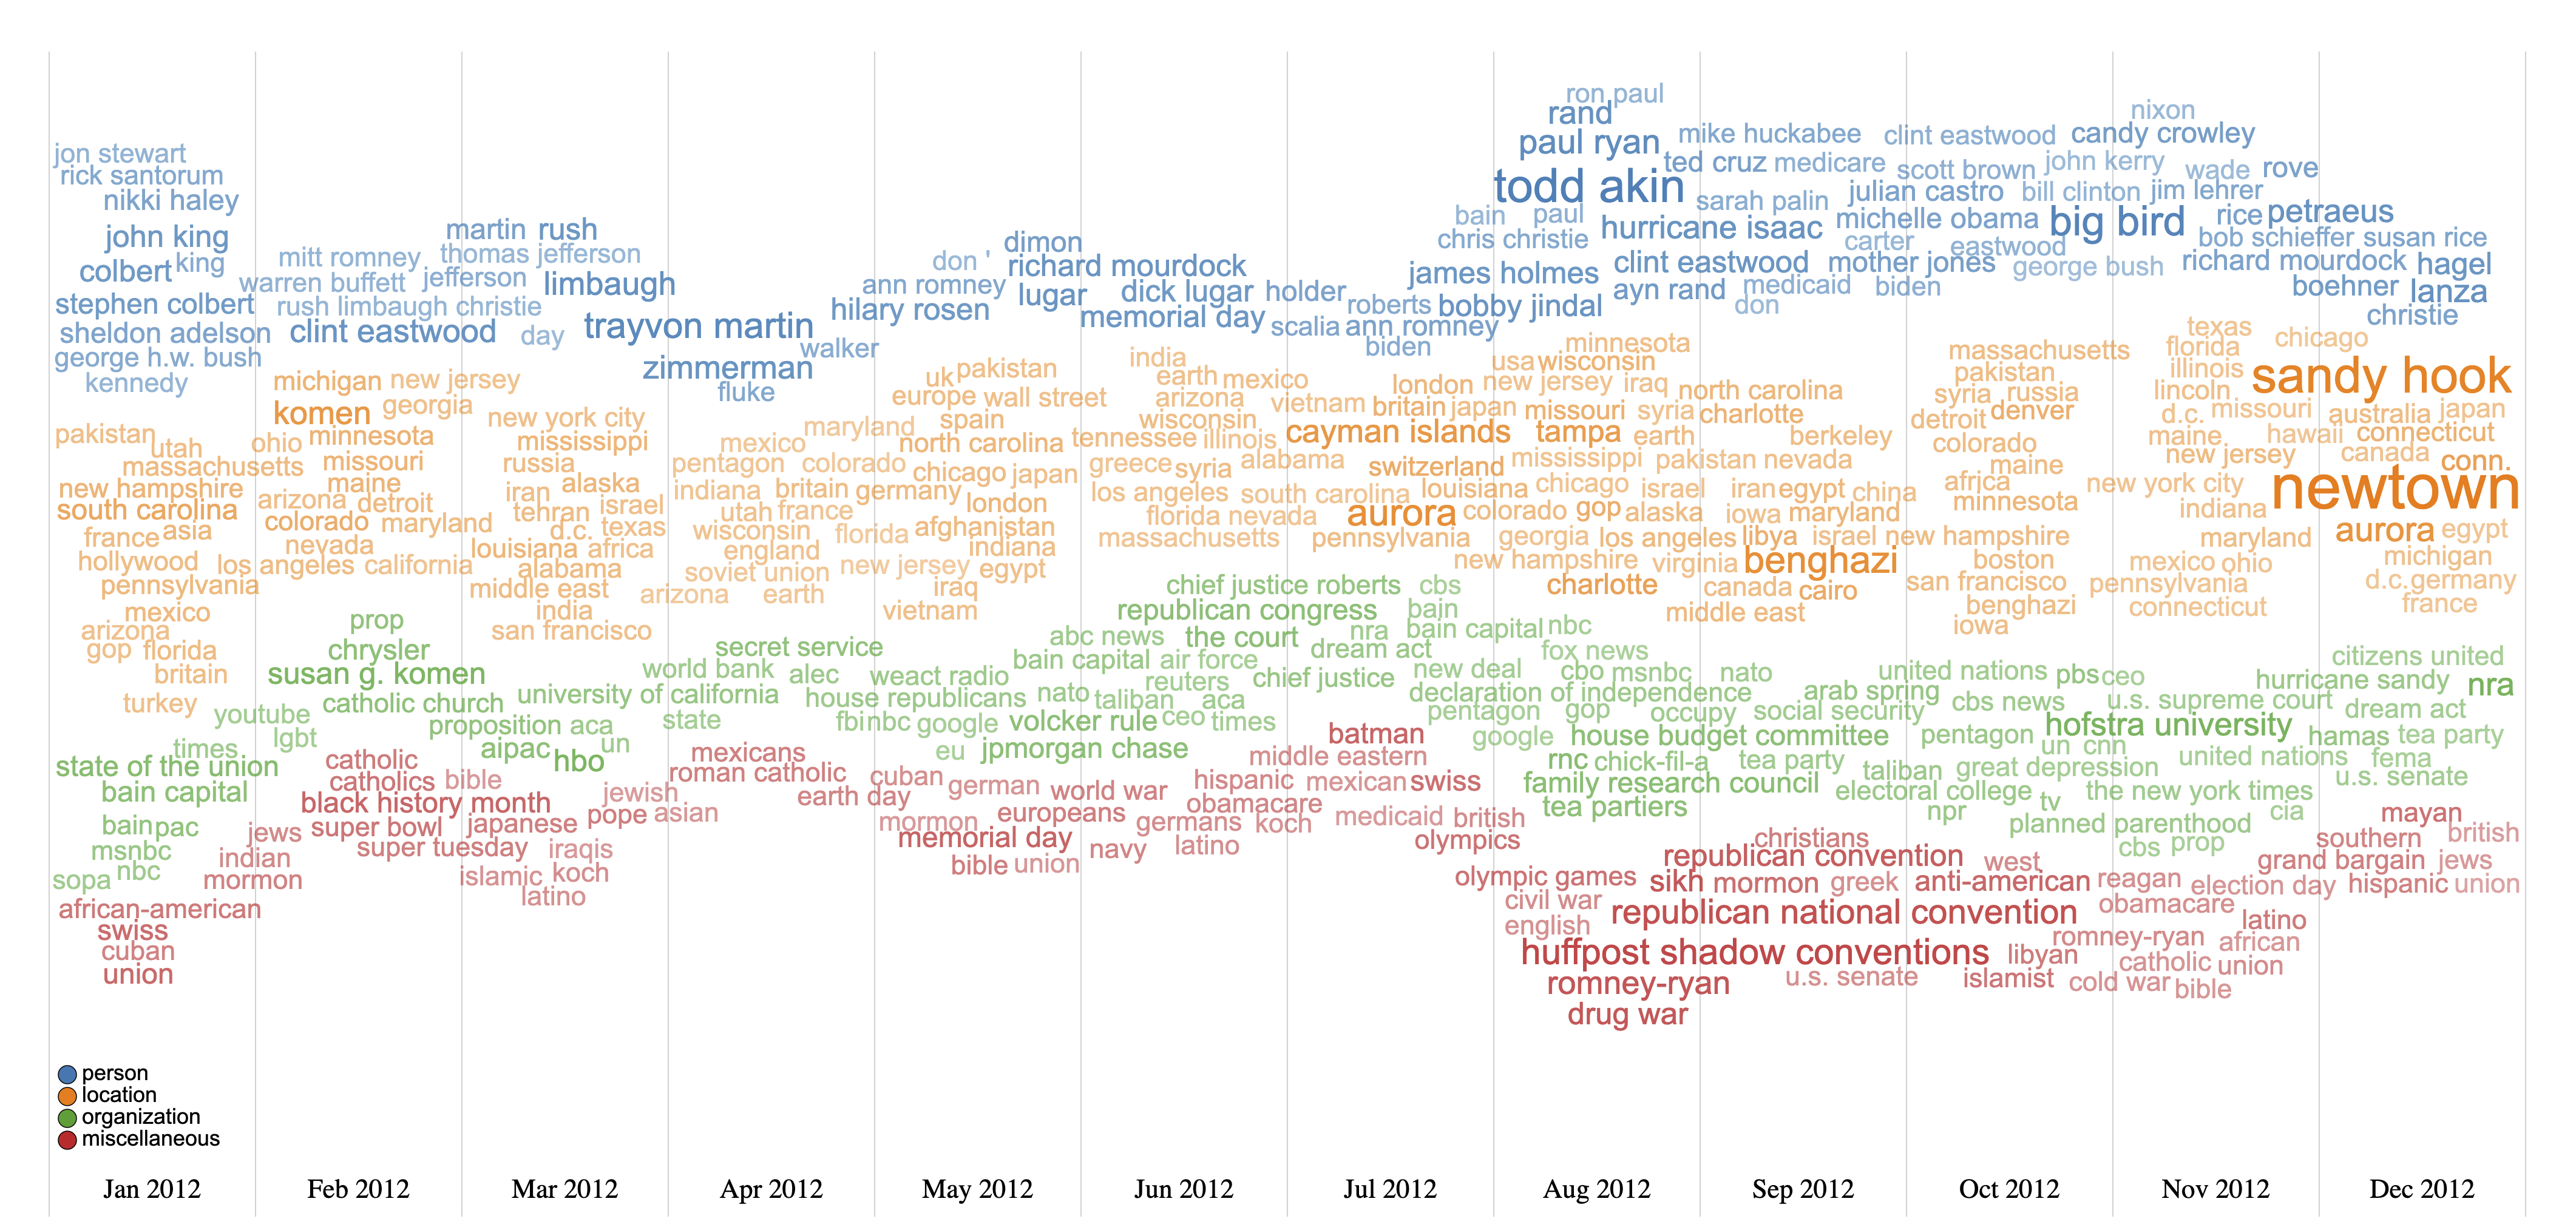 ron paul
rand
nixon
paul ryan mike huckabee clint eastwood candy crowley
jon stewart
ted cruz medicare scott brown john kerry wade rove
rick santorum
todd akin
nikki haley
sarah palin julian castro bill clinton jim lehrer
bain paul hurricane isaac michelle obama big bird rice petraeus
martin rush
john king
dimon
chris christie carter eastwood bob schieffer susan rice
mitt romney thomas jefferson
don '
colbert king
richard mourdock
james holmes clint eastwood mother jones george bush richard mourdock hagel
warren buffett jefferson limbaugh
ann romney lugar dick lugar holder
ayn rand medicaid biden boehner lanza
stephen colbert rush limbaugh christie
hilary rosen memorial day roberts bobby jindal don christie
sheldon adelson clint eastwood day trayvon martin
scalia ann romney
george h.w. bush
walker
biden
kennedy
zimmerman
fluke
texas chicago
minnesota
india
usa wisconsin
massachusetts florida
michigan new jersey
uk pakistan
earth mexico
london new jersey iraq north carolina
pakistan illinois sandy hook
komen georgia
europe wall street
arizona vietnam britain japan missouri syria charlotte
syria russia lincoln
new york city
spain wisconsin
detroit denver d.c. missouri australia japan
pakistan utah ohio minnesota mississippi
mexico maryland north carolina tennessee illinois cayman islands tampa earth berkeley
colorado maine hawaii connecticut
massachusetts missouri russia
pentagon colorado chicago japan greece syria alabama switzerland mississippi pakistan nevada
maine new jersey canada conn.
new hampshire maine iran alaska
indiana britain germany london los angeles south carolina louisiana chicago israel iran egypt china
africa new york city newtown
south carolina arizona detroit tehran israel
utah france florida nevada aurora colorado gop alaska iowa maryland
minnesota indiana
france asia colorado maryland d.c. texas
wisconsin florida afghanistan massachusetts pennsylvania georgia los angeles libya israel new hampshire
maryland aurora egypt
hollywood nevada louisiana africa
england indiana
los angeles california alabama
soviet union new jersey egypt
new hampshire virginia benghazi boston
mexico ohio michigan
pennsylvania middle east arizona earth iraq
chief justice roberts cbs charlotte canada cairo san francisco pennsylvania d.c. germany
mexico prop india
vietnam republican congress bain middle east benghazi connecticut france
arizona san francisco
abc news the court nra bain capital nbc iowa
gop florida chrysler
secret service
dream act fox news
citizens united
britain susan g. komen world bank alec weact radio bain capital air force reuters chief justice new deal cbo msnbc nato united nations pbs ceo hurricane sandy nra
turkey catholic church university of california house republicans nato taliban aca declaration of independence arab spring cbs news u.s. supreme court dream act
youtube proposition aca state fbi nbc google volcker rule ceo times pentagon gop occupy social security hofstra university
lgbt
times aipac hbo un
batman google house budget committee pentagon un cnn hamas tea party
catholic mexicans eu jpmorgan chase middle eastern
rnc chick-fil-a tea party taliban great depression united nations fema
state of the union catholics bible roman catholic cuban german hispanic mexican swiss family research council u.s. senate
bain capital black history month jewish earth day world war obamacare tea partiers electoral college tv the new york times
bain pac super bowl japanese pope asian mormon europeans germans koch medicaid british npr planned parenthood cia mayan
jews super tuesday iraqis memorial day navy latino olympics christians cbs prop southern british
msnbc indian
republican convention west grand bargain jews
sopa nbc mormon islamic koch bible union
olympic games sikh mormon greek anti-american reagan election day hispanic union
latino
civil war
african-american english republican national convention obamacare latino
swiss
huffpost shadow conventions libyan romney-ryan african
cuban
catholic union
union
romney-ryan u.s. senate islamist cold war bible
drug war
person
location
organization
miscellaneous
Jan 2012 Feb 2012 Mar 2012 Apr 2012 May 2012 Jun 2012 Jul 2012 Aug 2012 Sep 2012 Oct 2012 Nov 2012 Dec 2012